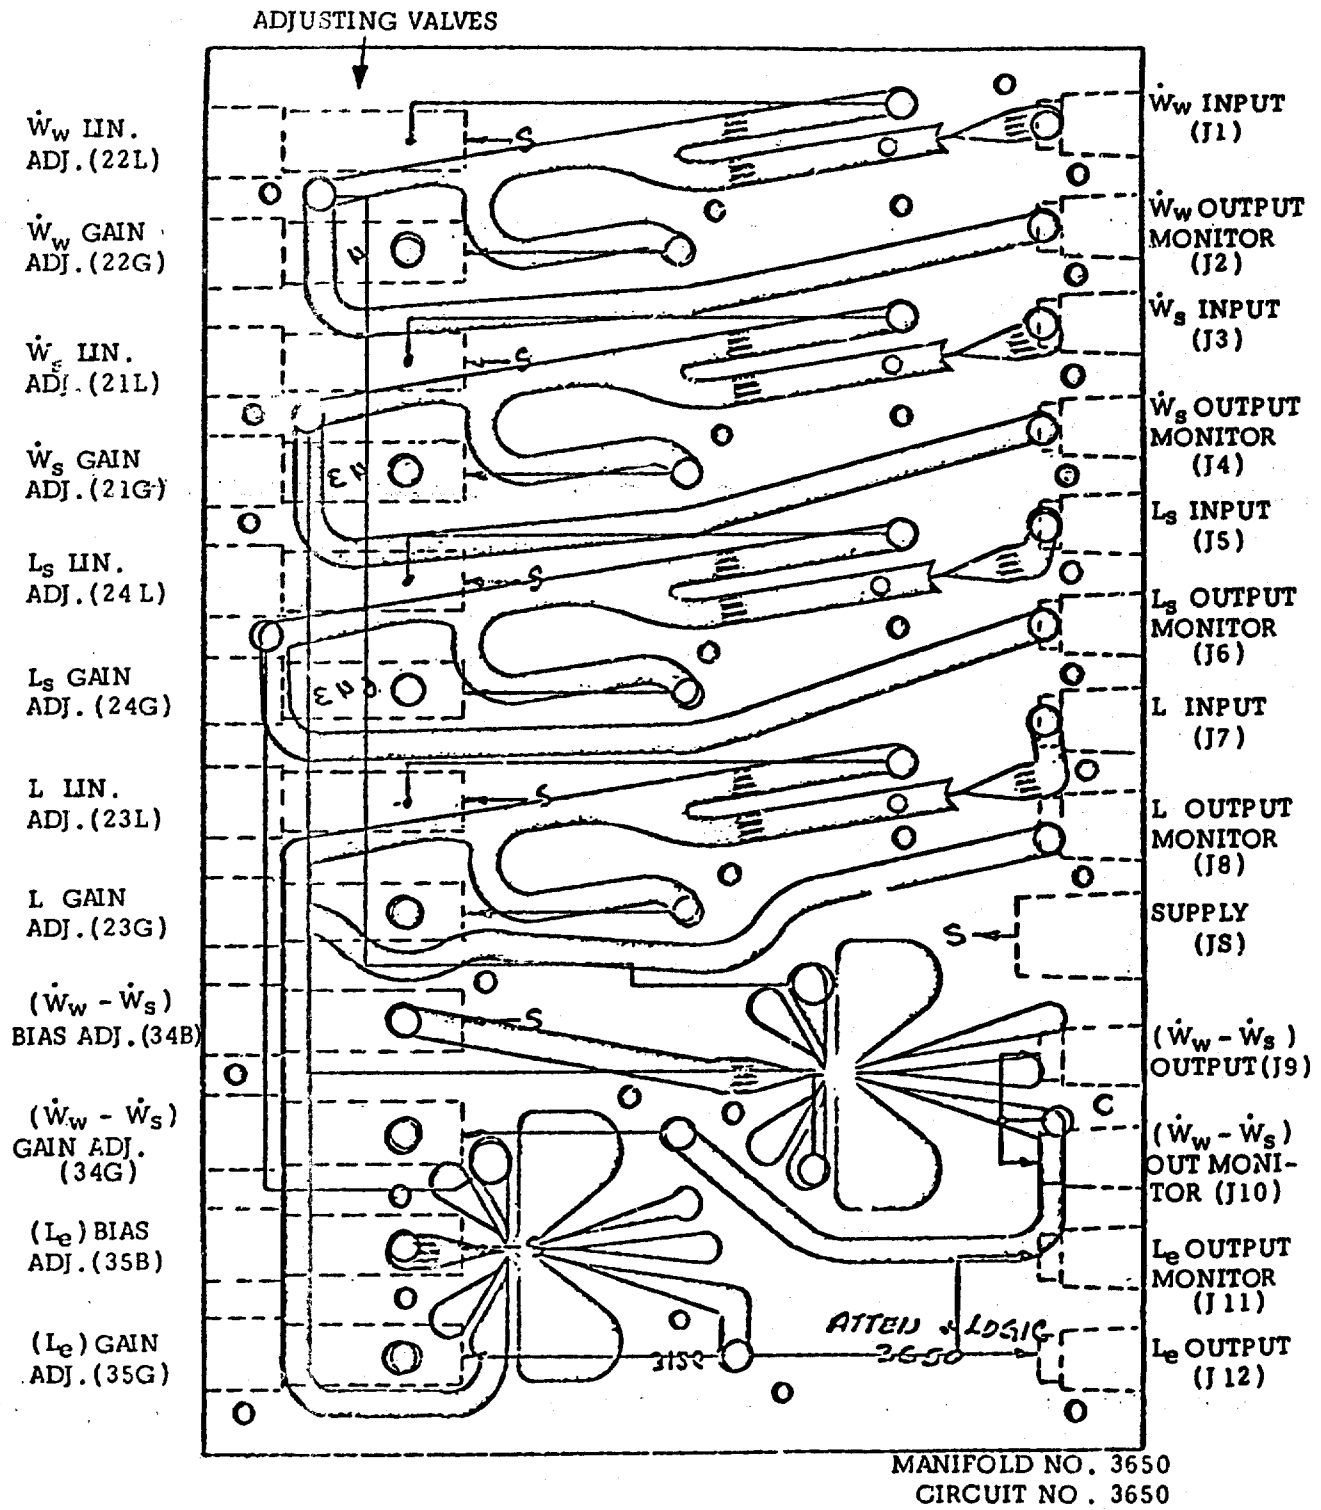 ADJUSTING VALVES
Ẇw LIN.
ADJ.(22L)
Ẇw GAIN
ADJ.(22G)
Ẇs LIN.
ADJ.(21L)
Ẇs GAIN
ADJ.(21G)
Ls LIN.
ADJ.(24L)
Ls GAIN
ADJ.(24G)
L LIN.
ADJ.(23L)
L GAIN
ADJ.(23G)
(Ẇw - Ẇs)
BIAS ADJ.(34B)
(Ẇw - Ẇs)
GAIN ADJ.
(34G)
(Le) BIAS
ADJ.(35B)
(Le) GAIN
ADJ.(35G)
S
S
S
S
S
S
ATTEN & LOGIC
3650
C
Ẇw INPUT
(J1)
Ẇw OUTPUT
MONITOR
(J2)
Ẇs INPUT
(J3)
Ẇs OUTPUT
MONITOR
(J4)
Ls INPUT
(J5)
Ls OUTPUT
MONITOR
(J6)
L INPUT
(J7)
L OUTPUT
MONITOR
(J8)
SUPPLY
(JS)
(Ẇw - Ẇs)
OUTPUT(J9)
(Ẇw - Ẇs)
OUT MONI-
TOR (J10)
Le OUTPUT
MONITOR
(J11)
Le OUTPUT
(J12)
MANIFOLD NO. 3650
CIRCUIT NO. 3650